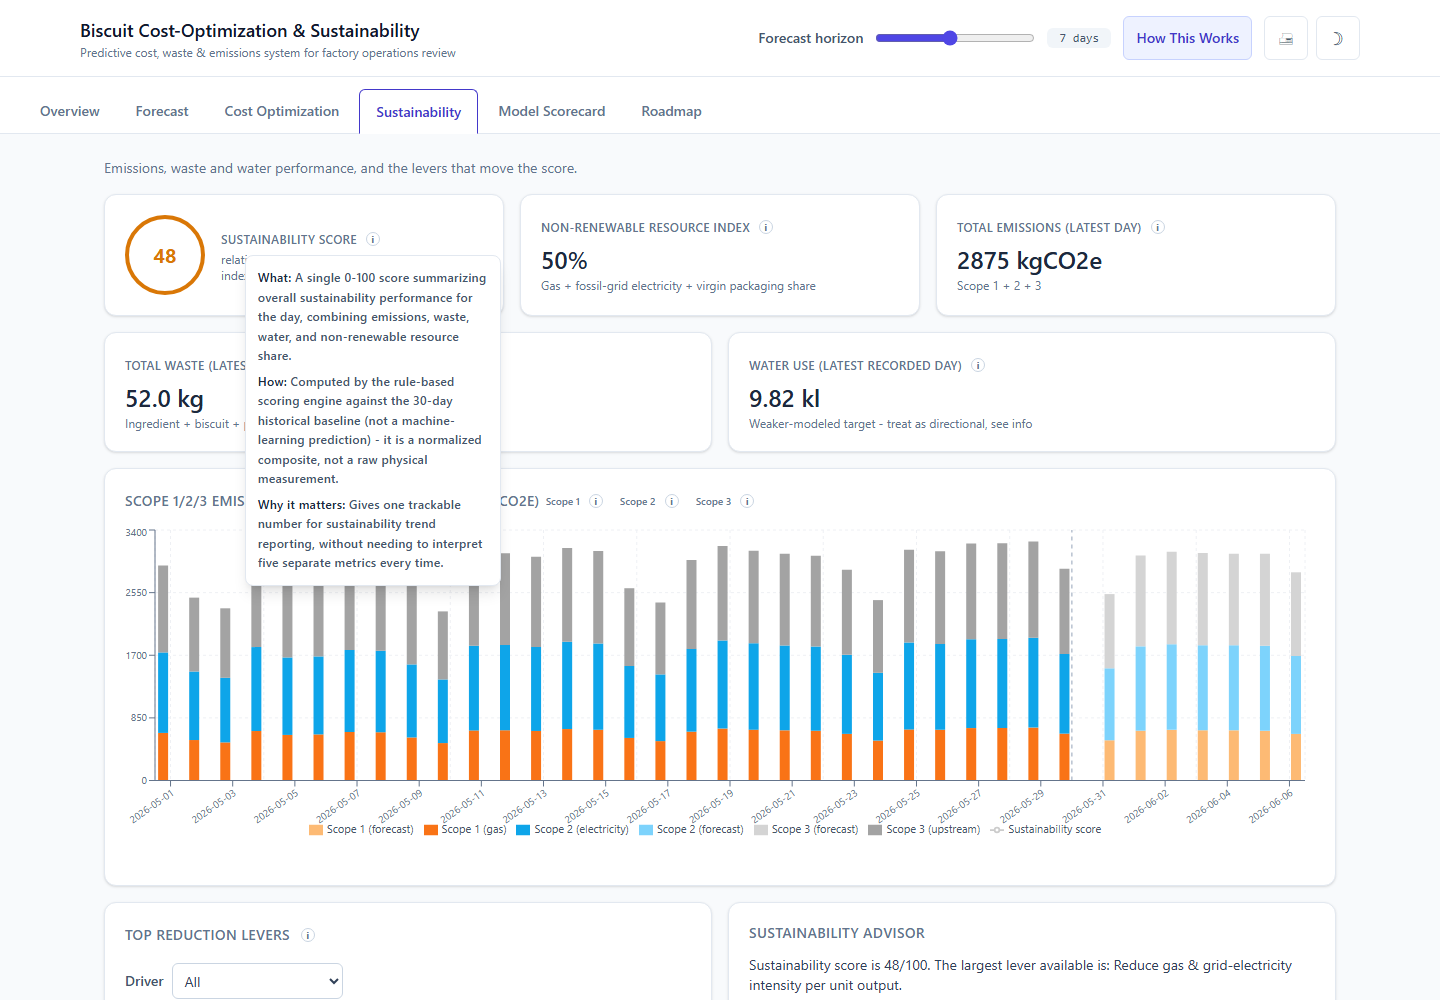 Biscuit Cost-Optimization & Sustainability
Predictive cost, waste & emissions system for factory operations review
Forecast horizon
7 days
How This Works
Overview
Forecast
Cost Optimization
Sustainability
Model Scorecard
Roadmap
Emissions, waste and water performance, and the levers that move the score.
48
SUSTAINABILITY SCORE i
What: A single 0-100 score summarizing
overall sustainability performance for
the day, combining emissions, waste,
water, and non-renewable resource
share.
How: Computed by the rule-based
scoring engine against the 30-day
historical baseline (not a machine-
learning prediction) - it is a normalized
composite, not a raw physical
measurement.
Why it matters: Gives one trackable
number for sustainability trend
reporting, without needing to interpret
five separate metrics every time.
NON-RENEWABLE RESOURCE INDEX i
50%
Gas + fossil-grid electricity + virgin packaging share
TOTAL EMISSIONS (LATEST DAY) i
2875 kgCO2e
Scope 1 + 2 + 3
TOTAL WASTE
52.0 kg
Ingredient + biscuit +
WATER USE (LATEST RECORDED DAY) i
9.82 kl
Weaker-modeled target - treat as directional, see info
SCOPE 1/2/3
CO2E) Scope 1 i Scope 2 i Scope 3 i
3400
2550
1700
850
0
2026-05-01
2026-05-03
2026-05-05
2026-05-07
2026-05-09
2026-05-11
2026-05-13
2026-05-15
2026-05-17
2026-05-19
2026-05-21
2026-05-23
2026-05-25
2026-05-27
2026-05-29
2026-05-31
2026-06-02
2026-06-04
2026-06-06
Scope 1 (forecast) Scope 1 (gas) Scope 2 (electricity) Scope 2 (forecast) Scope 3 (forecast) Scope 3 (upstream) Sustainability score
TOP REDUCTION LEVERS i
Driver
All
SUSTAINABILITY ADVISOR
Sustainability score is 48/100. The largest lever available is: Reduce gas & grid-electricity
intensity per unit output.